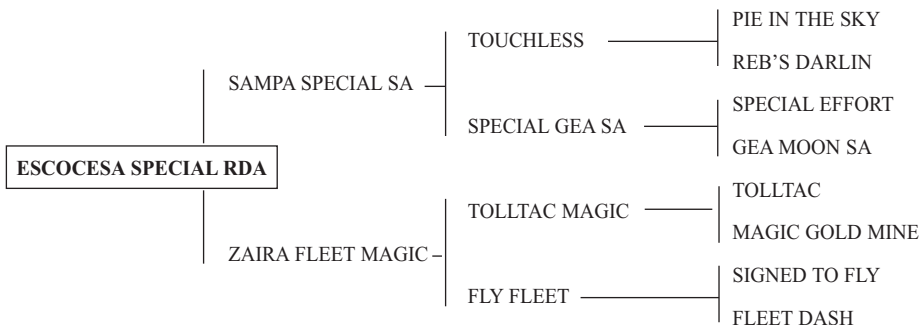 PIE IN THE SKY
TOUCHLESS
REB’S DARLIN
SAMPA SPECIAL SA
SPECIAL EFFORT
SPECIAL GEA SA
GEA MOON SA
ESCOCESA SPECIAL RDA
TOLLTAC
TOLLTAC MAGIC
MAGIC GOLD MINE
ZAIRA FLEET MAGIC
SIGNED TO FLY
FLY FLEET
FLEET DASH